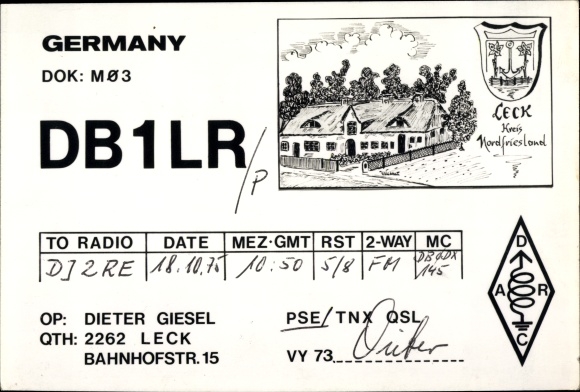 GERMANY
DOK: MØ3
DB1LR/p
LECK
Kreis
Nordfriesland
TO RADIO DATE MEZ·GMT RST 2-WAY MC
DJ2RE 18.10.75 10:50 5/8 FM DBØDX 145
OP: DIETER GIESEL
QTH: 2262 LECK
BAHNHOFSTR. 15
PSE/TNX QSL
VY 73 Dieter
D
A R
C